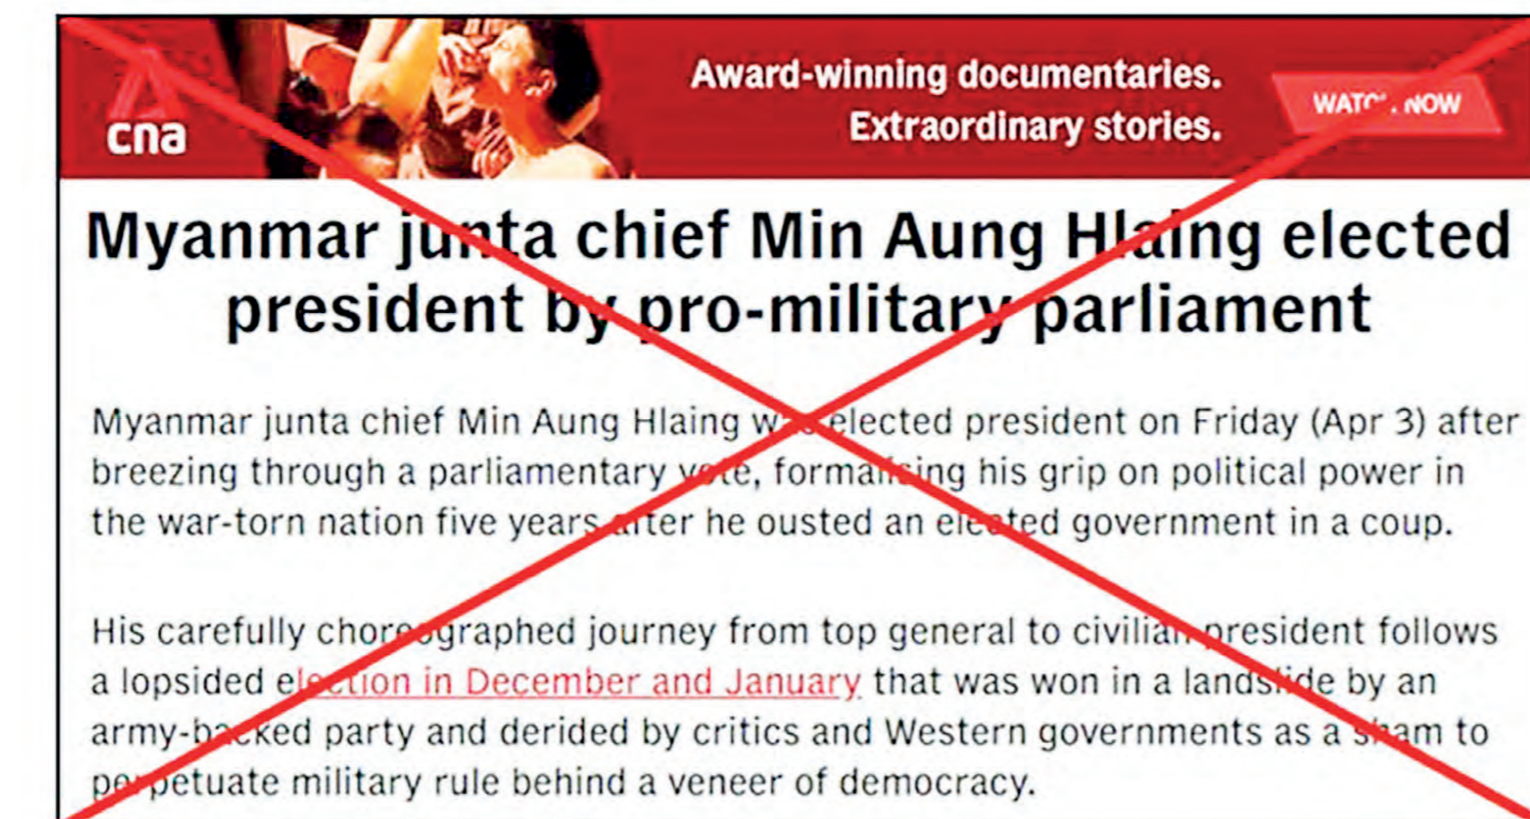 Award-winning documentaries.
cna
Extraordinary stories.
WATCH NOW
Myanmar junta chief Min Aung Hlaing elected
president by pro-military parliament
Myanmar junta chief Min Aung Hlaing was elected president on Friday (Apr 3) after
breezing through a parliamentary vote, formalising his grip on political power in
the war-torn nation five years after he ousted an elected government in a coup.
His carefully choreographed journey from top general to civilian president follows
a lopsided election in December and January that was won in a landslide by an
army-backed party and derided by critics and Western governments as a sham to
perpetuate military rule behind a veneer of democracy.